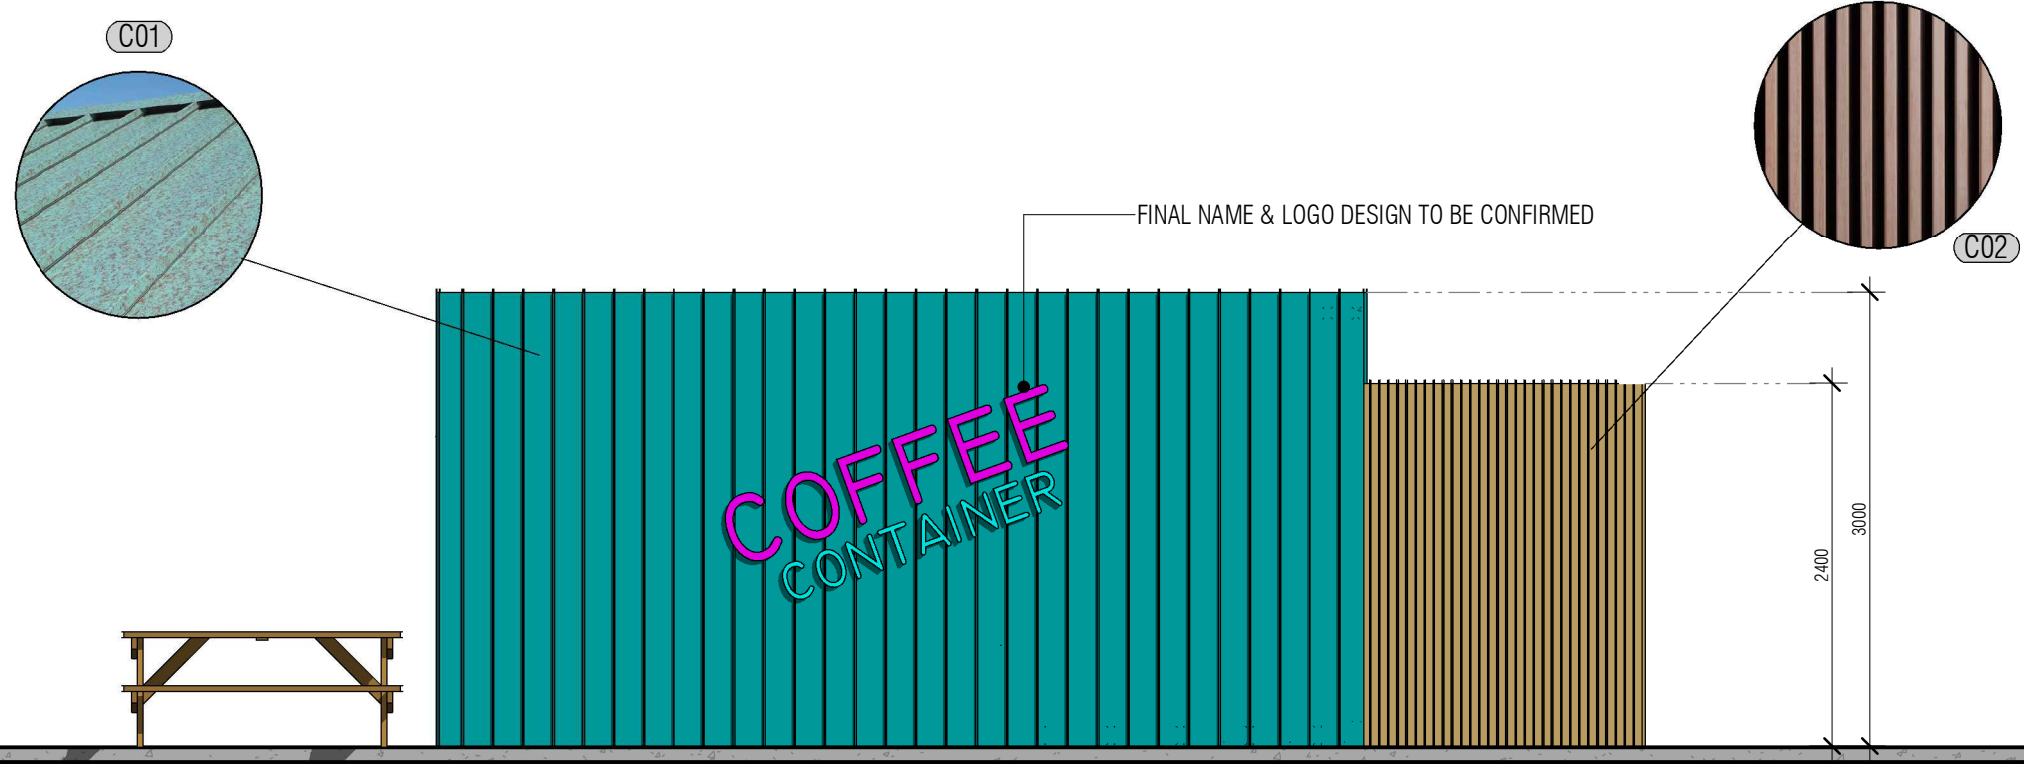 C01
C02
FINAL NAME & LOGO DESIGN TO BE CONFIRMED
COFFEE
CONTAINER
3000
2400